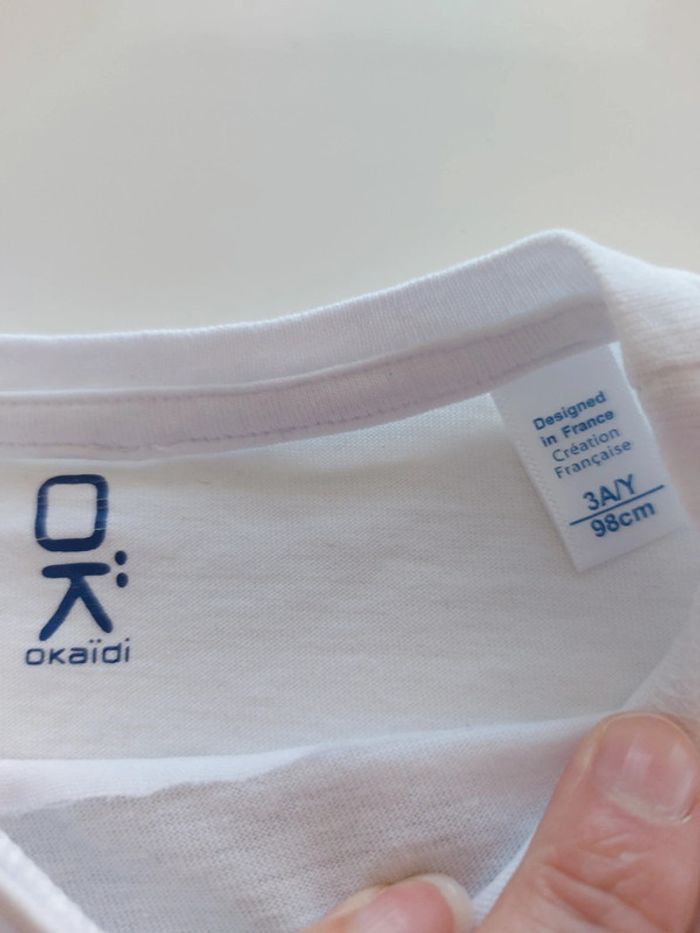 OK
okaïdi
Designed
in France
Création
Française
3A/Y
98cm